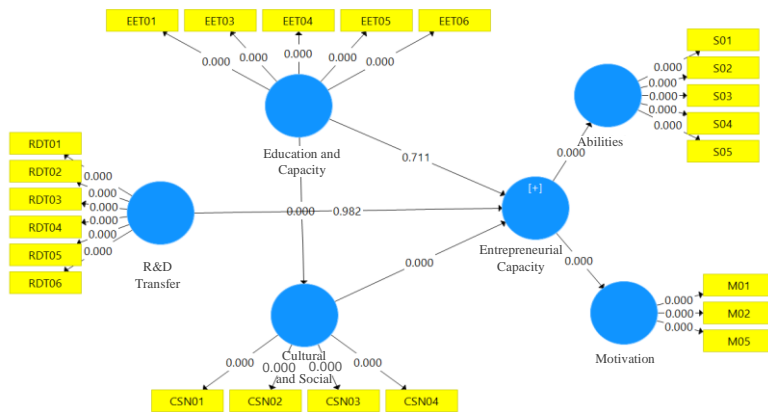 EET01 EET03 EET04 EET05 EET06
0.000 0.000 0.000 0.000 0.000
Education and
Capacity
S01
S02
S03
S04
S05
0.000
0.000
0.000
0.000
0.000
Abilities
0.711
0.000
RDT01
RDT02
RDT03
RDT04
RDT05
RDT06
0.000
0.000
0.000
0.000
0.000
R&D
Transfer
0.000
0.982
[+]
Entrepreneurial
Capacity
0.000
0.000
Cultural
and Social
0.000 0.000 0.000 0.000
CSN01 CSN02 CSN03 CSN04
Motivation
0.000
0.000
0.000
M01
M02
M05